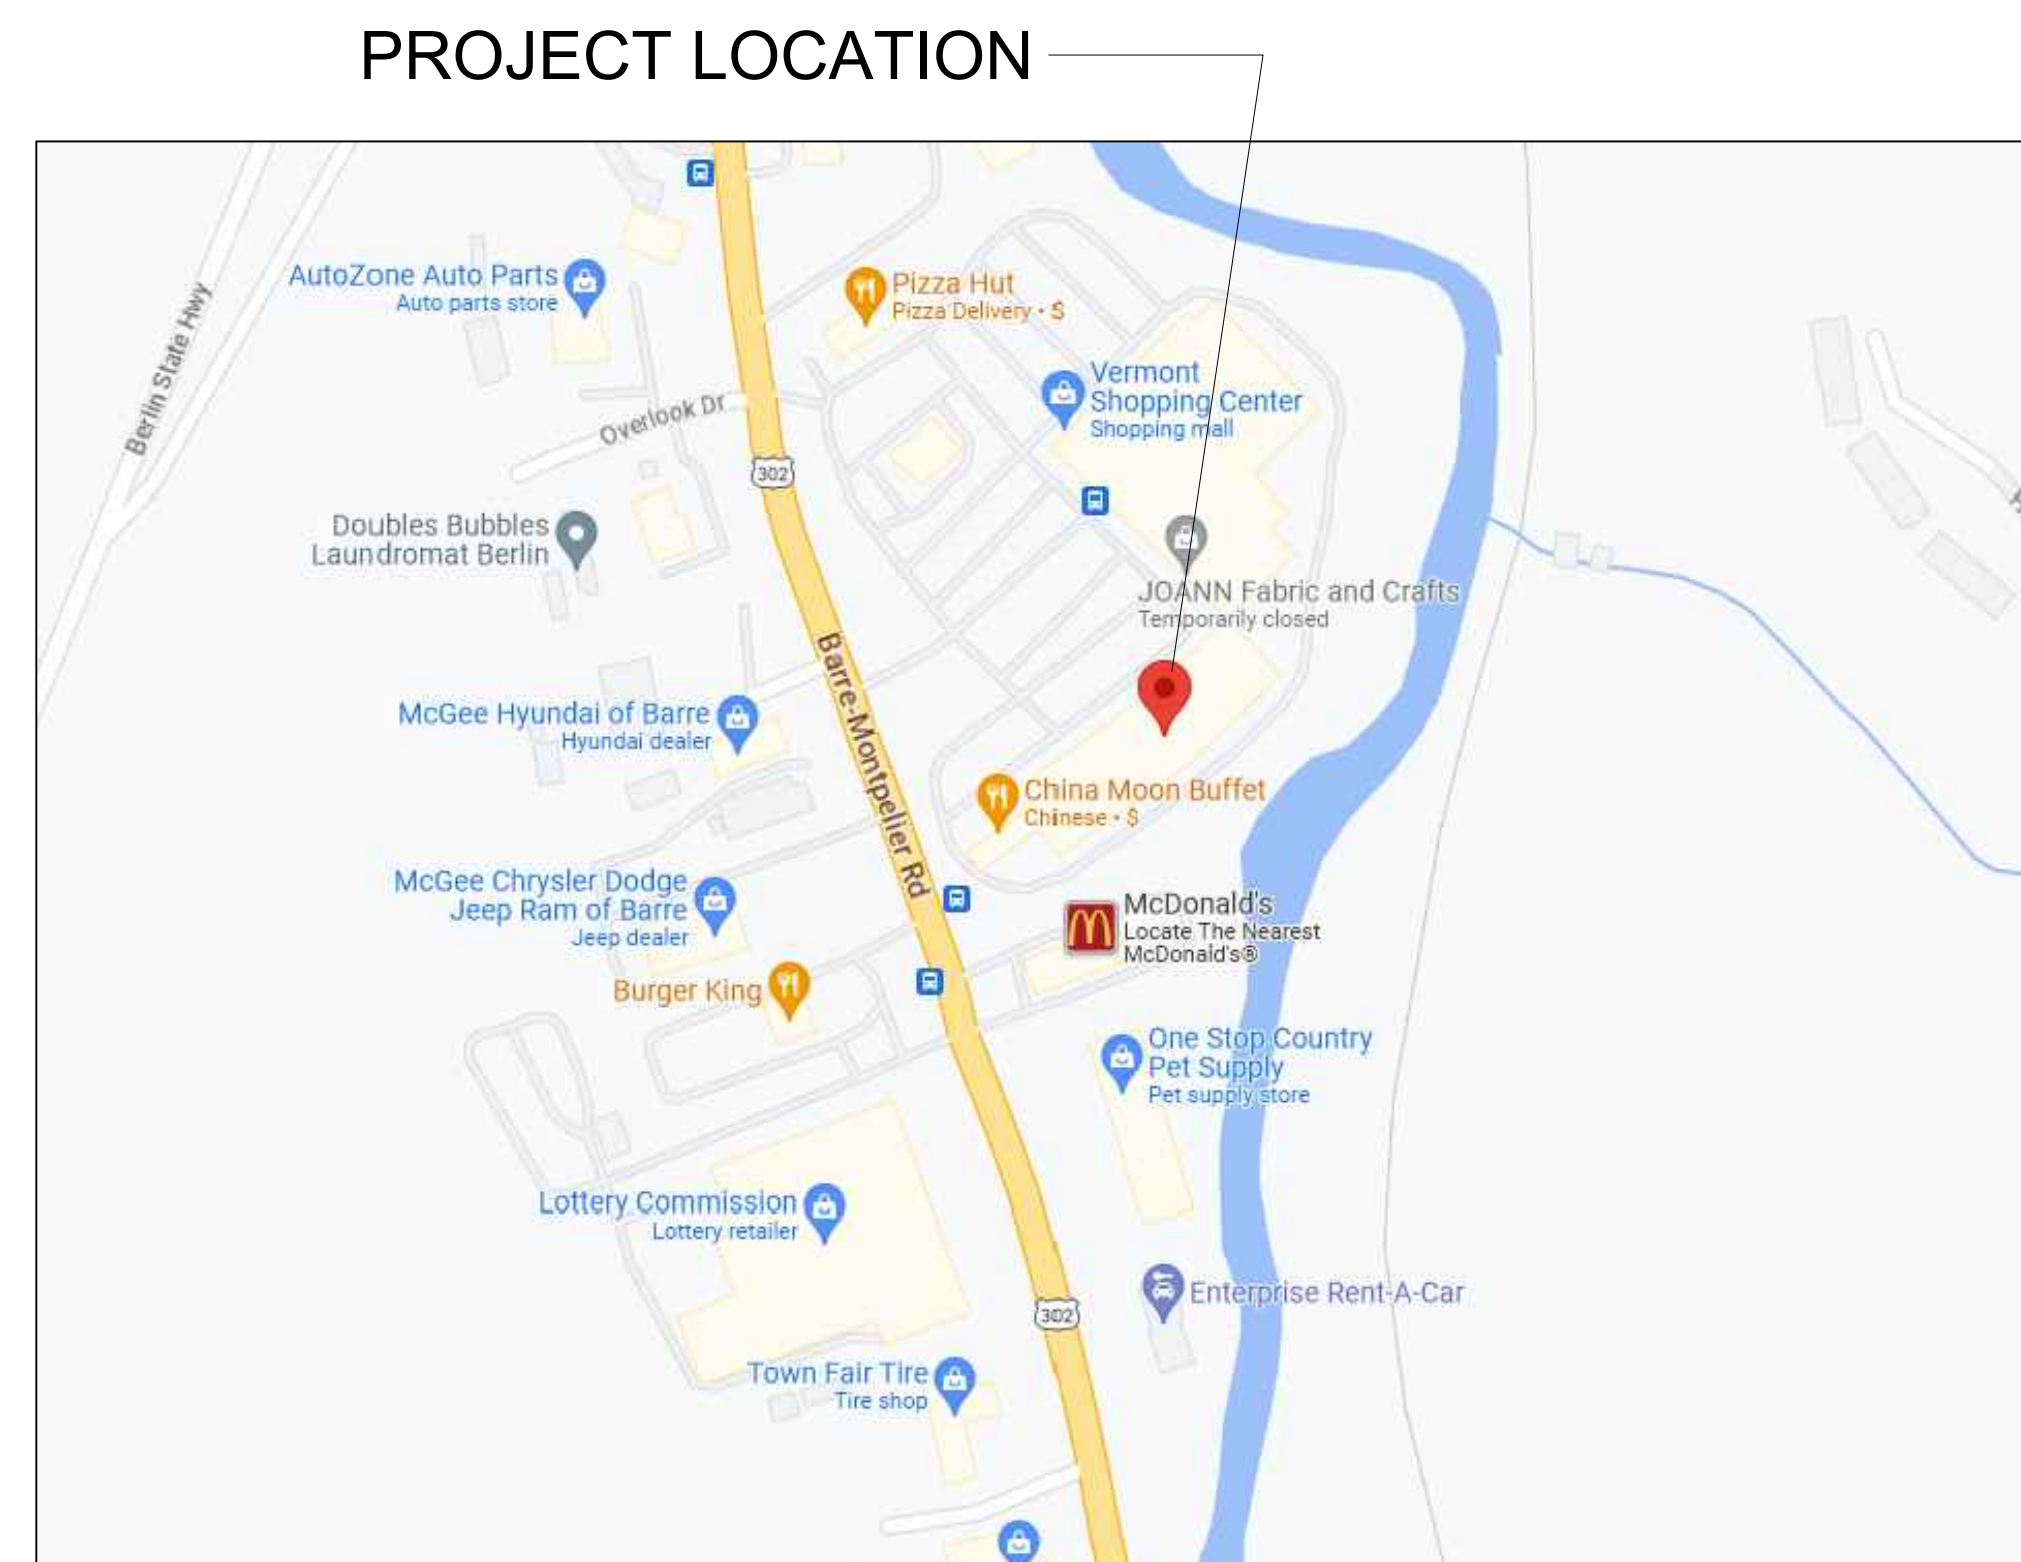 PROJECT LOCATION
AutoZone Auto Parts
Auto parts store
Pizza Hut
Pizza Delivery • $
Berlin State Hwy
Vermont
Shopping Center
Shopping mall
Overlook Dr
302
Doubles Bubbles
Laundromat Berlin
JOANN Fabric and Crafts
Temporarily closed
Barre-Montpelier Rd
McGee Hyundai of Barre
Hyundai dealer
China Moon Buffet
Chinese • $
McGee Chrysler Dodge
Jeep Ram of Barre
Jeep dealer
McDonald's
Locate The Nearest
McDonald's®
Burger King
One Stop Country
Pet Supply
Pet supply store
Lottery Commission
Lottery retailer
Enterprise Rent-A-Car
302
Town Fair Tire
Tire shop